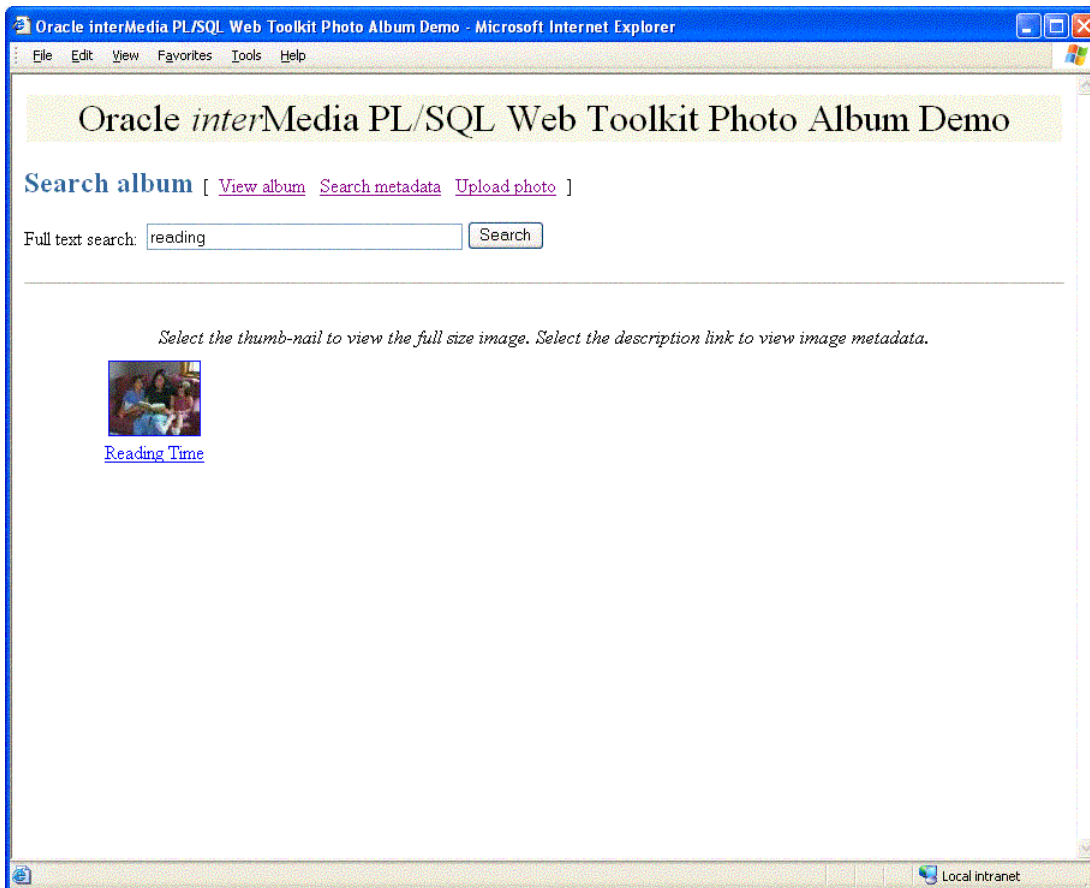 Oracle interMedia PL/SQL Web Toolkit Photo Album Demo - Microsoft Internet Explorer
File Edit View Favorites Tools Help
Oracle interMedia PL/SQL Web Toolkit Photo Album Demo
Search album [ View album Search metadata Upload photo ]
Full text search: reading Search
Select the thumb-nail to view the full size image. Select the description link to view image metadata.
Reading Time
Local intranet